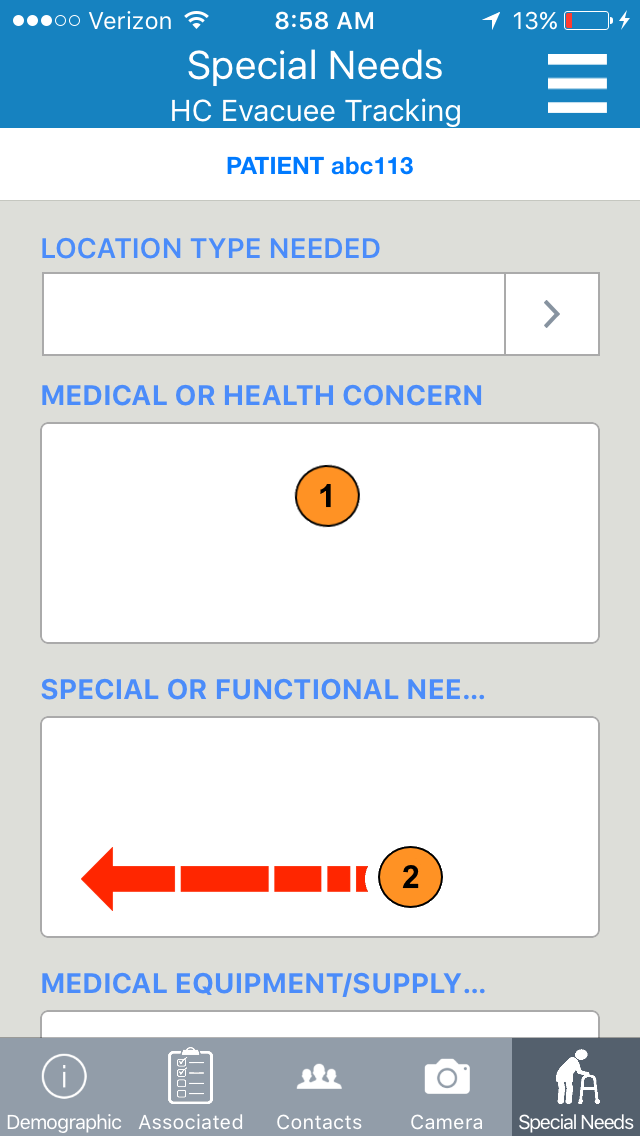 Verizon 8:58 AM 13%
Special Needs
HC Evacuee Tracking
PATIENT abc113
LOCATION TYPE NEEDED
MEDICAL OR HEALTH CONCERN
1
SPECIAL OR FUNCTIONAL NEE...
2
MEDICAL EQUIPMENT/SUPPLY...
Demographic Associated Contacts Camera Special Needs